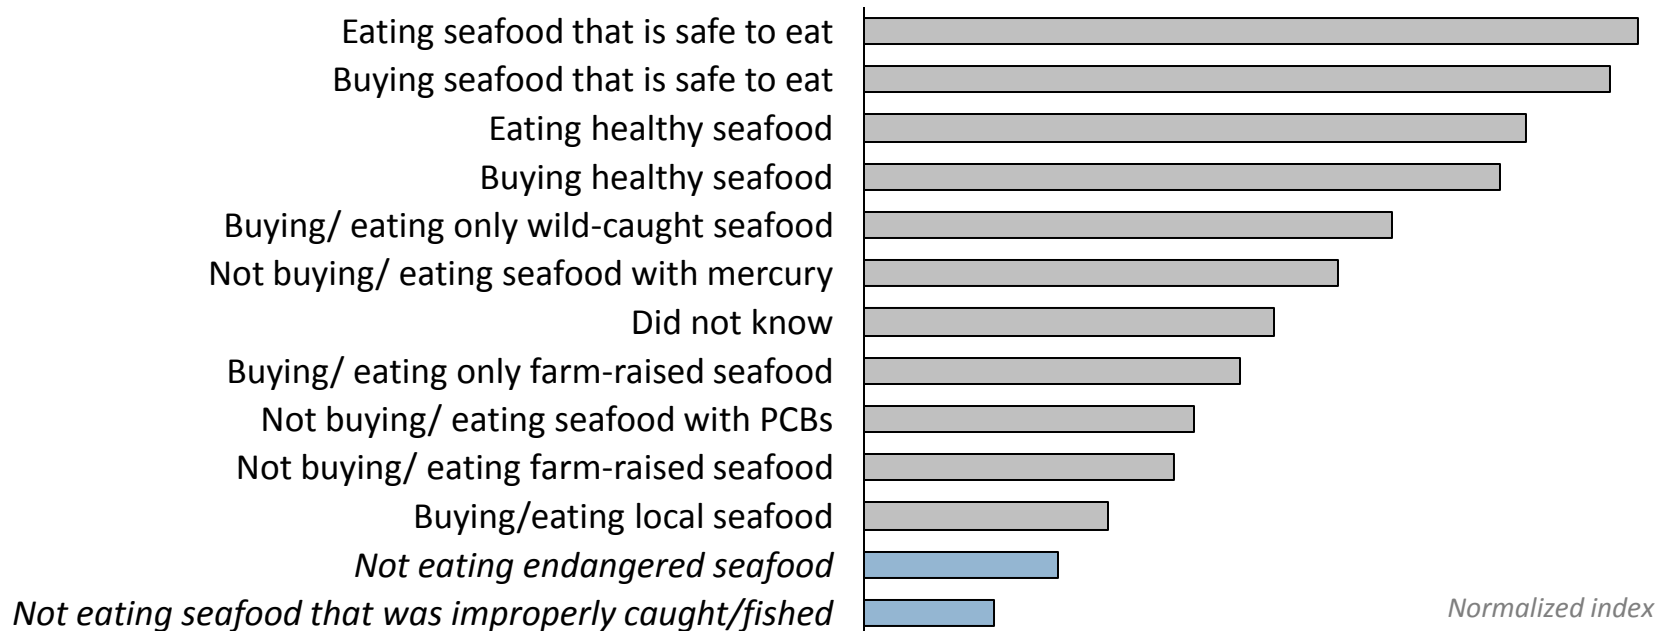 Eating seafood that is safe to eat
Buying seafood that is safe to eat
Eating healthy seafood
Buying healthy seafood
Buying/ eating only wild-caught seafood
Not buying/ eating seafood with mercury
Did not know
Buying/ eating only farm-raised seafood
Not buying/ eating seafood with PCBs
Not buying/ eating farm-raised seafood
Buying/eating local seafood
Not eating endangered seafood
Not eating seafood that was improperly caught/fished
Normalized index